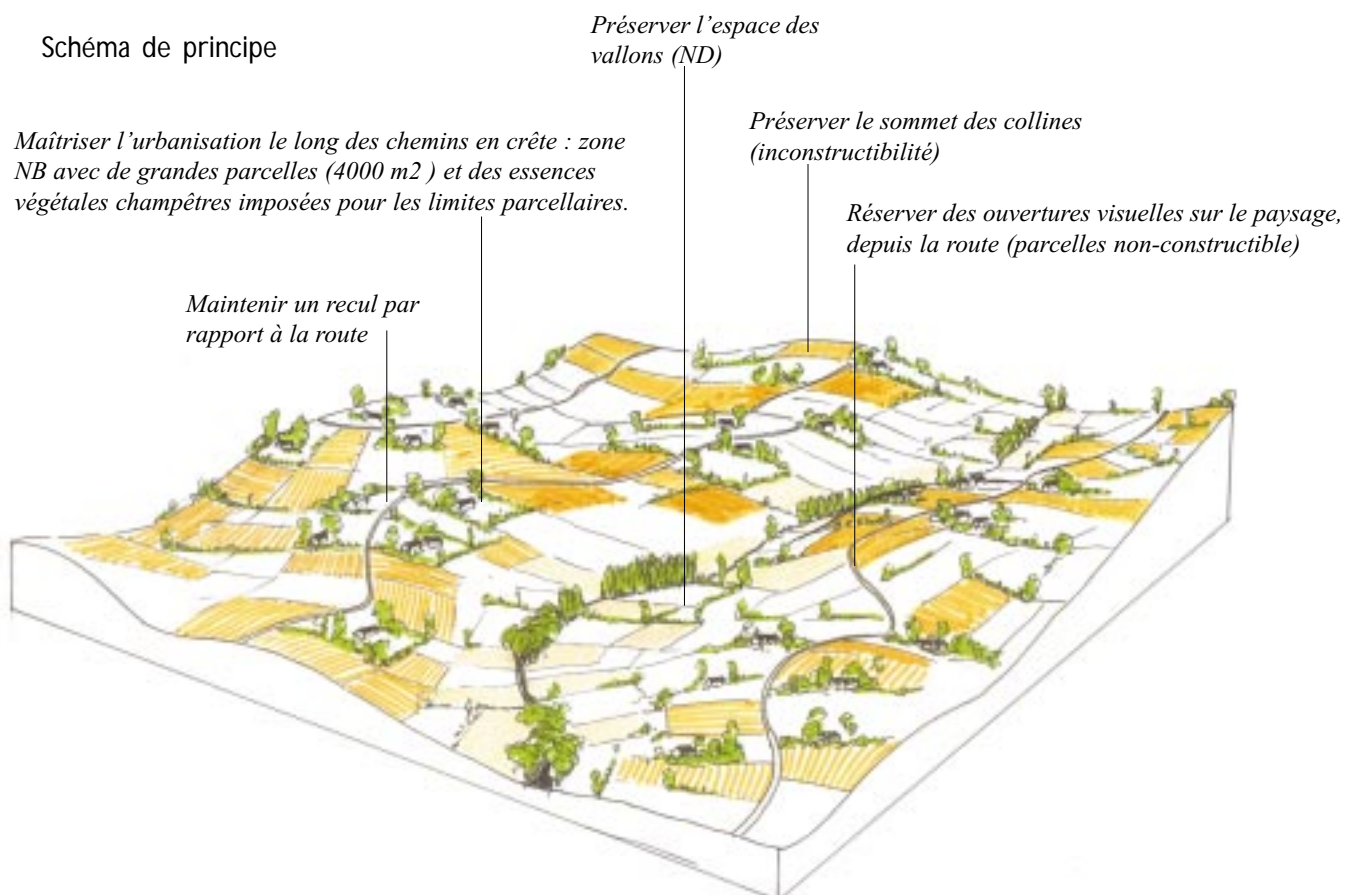 Schéma de principe
Préserver l’espace des
vallons (ND)
Maîtriser l’urbanisation le long des chemins en crête : zone
NB avec de grandes parcelles (4000 m2 ) et des essences
végétales champêtres imposées pour les limites parcellaires.
Préserver le sommet des collines
(inconstructibilité)
Réserver des ouvertures visuelles sur le paysage,
depuis la route (parcelles non-constructible)
Maintenir un recul par
rapport à la route